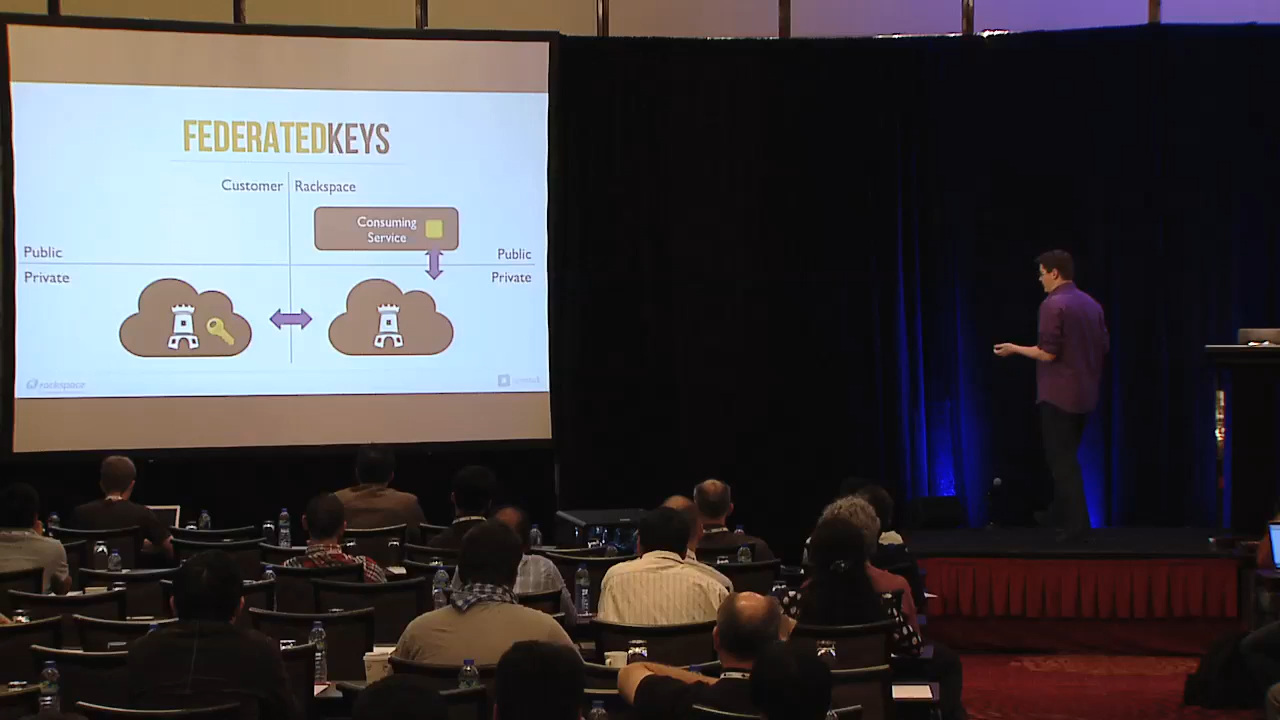 FEDERATEDKEYS
Customer Rackspace
Consuming
Service
Public Public
Private Private
rackspace